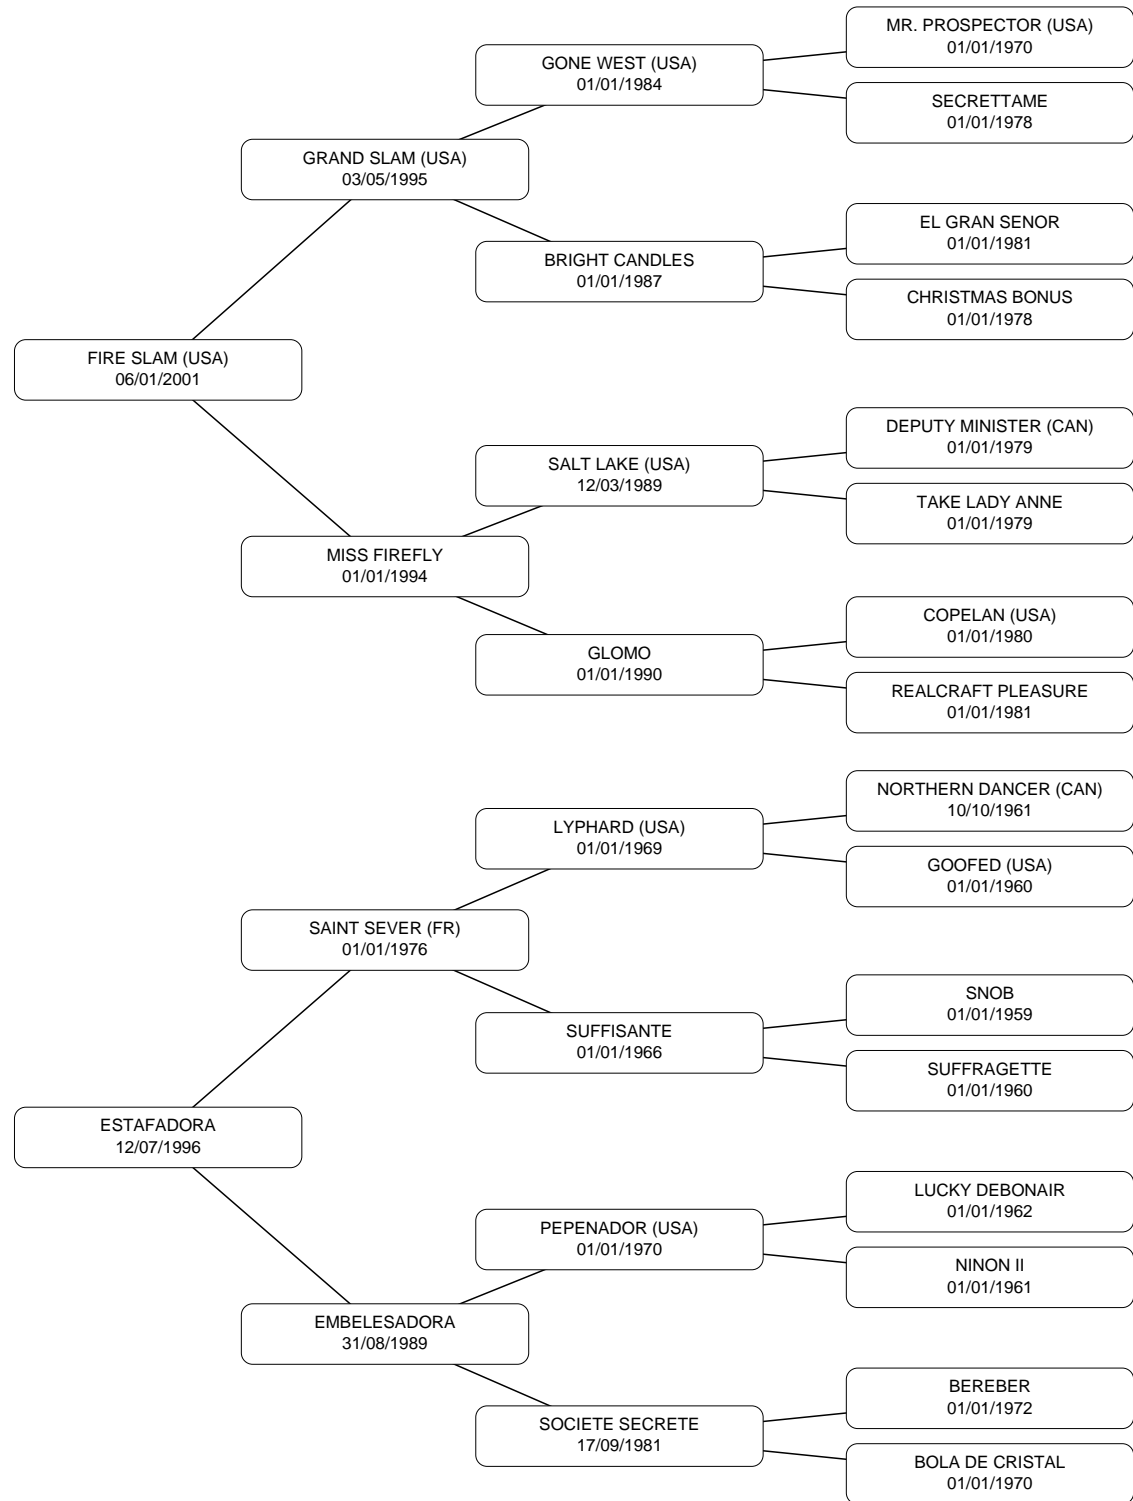 MR. PROSPECTOR (USA)
01/01/1970
GONE WEST (USA)
01/01/1984
SECRETTAME
01/01/1978
GRAND SLAM (USA)
03/05/1995
EL GRAN SENOR
01/01/1981
BRIGHT CANDLES
01/01/1987
CHRISTMAS BONUS
01/01/1978
FIRE SLAM (USA)
06/01/2001
DEPUTY MINISTER (CAN)
01/01/1979
SALT LAKE (USA)
12/03/1989
TAKE LADY ANNE
01/01/1979
MISS FIREFLY
01/01/1994
COPELAN (USA)
01/01/1980
GLOMO
01/01/1990
REALCRAFT PLEASURE
01/01/1981
NORTHERN DANCER (CAN)
10/10/1961
LYPHARD (USA)
01/01/1969
GOOFED (USA)
01/01/1960
SAINT SEVER (FR)
01/01/1976
SNOB
01/01/1959
SUFFISANTE
01/01/1966
SUFFRAGETTE
01/01/1960
ESTAFADORA
12/07/1996
LUCKY DEBONAIR
01/01/1962
PEPENADOR (USA)
01/01/1970
NINON II
01/01/1961
EMBELESADORA
31/08/1989
BEREBER
01/01/1972
SOCIETE SECRETE
17/09/1981
BOLA DE CRISTAL
01/01/1970